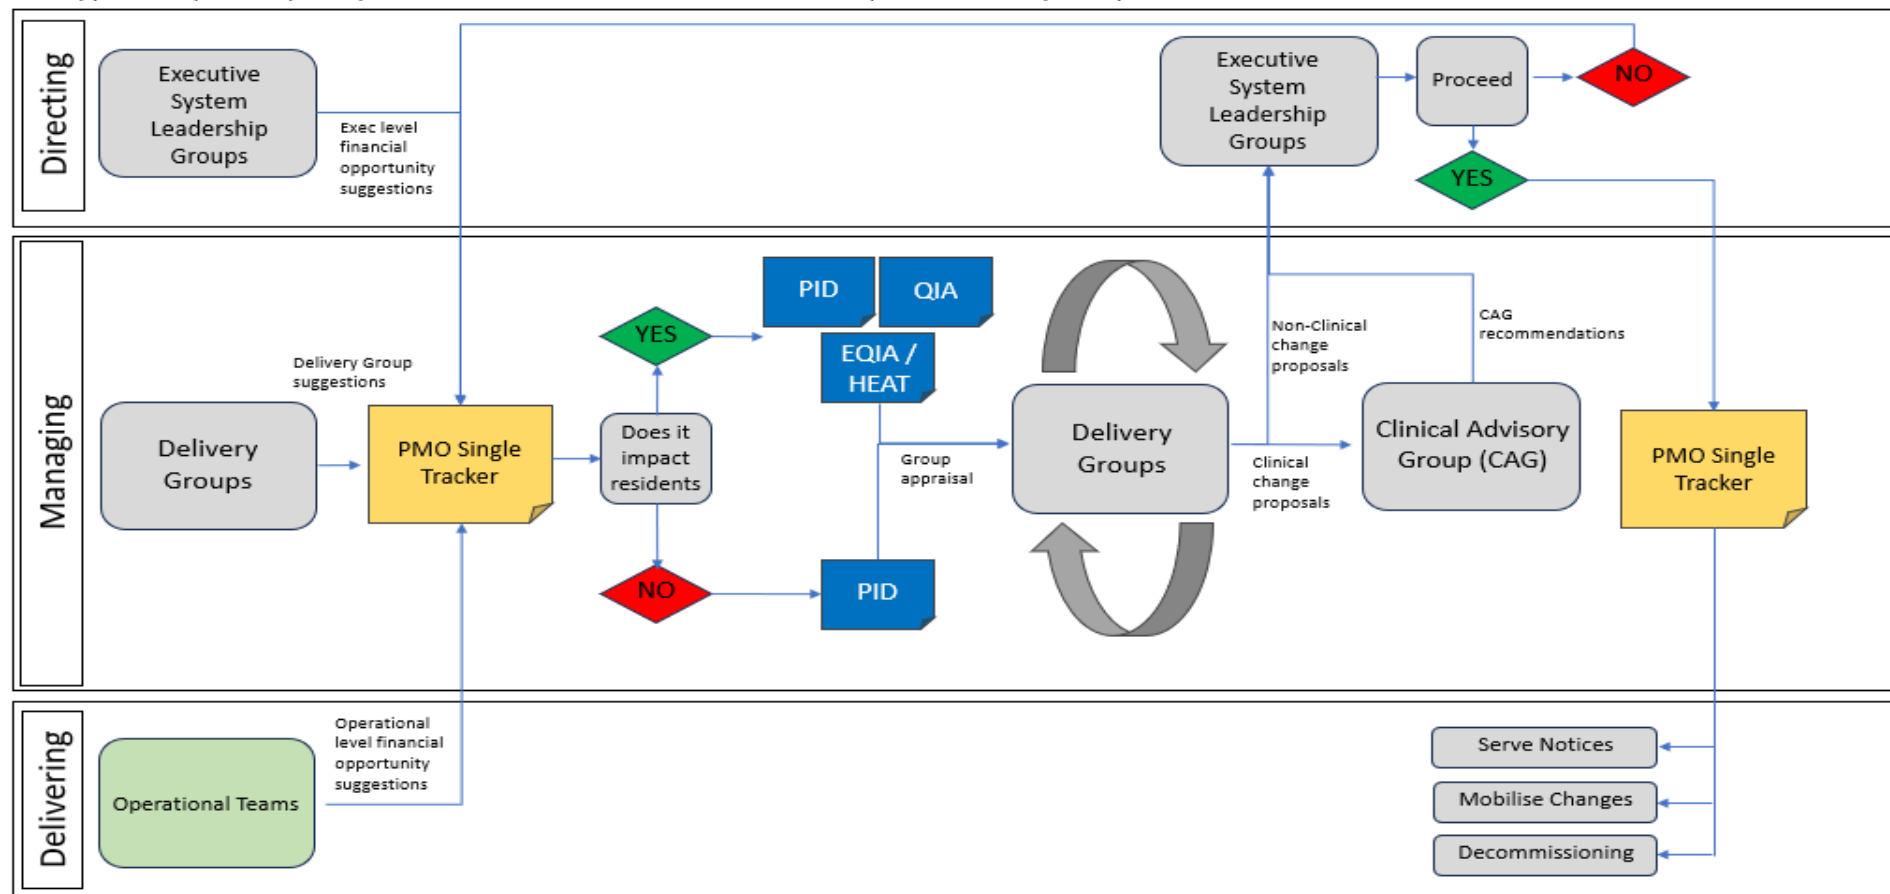 Directing
Executive
System
Leadership
Groups
Exec level
financial
opportunity
suggestions
Executive
System
Leadership
Groups
Proceed
NO
YES
Managing
Delivery
Groups
Delivery Group
suggestions
PMO Single
Tracker
Does it
impact
residents
YES
NO
PID
QIA
EQIA /
HEAT
PID
Group
appraisal
Delivery
Groups
Non-Clinical
change
proposals
Clinical
change
proposals
CAG
recommendations
Clinical Advisory
Group (CAG)
PMO Single
Tracker
Delivering
Operational Teams
Operational
level financial
opportunity
suggestions
Serve Notices
Mobilise Changes
Decommissioning